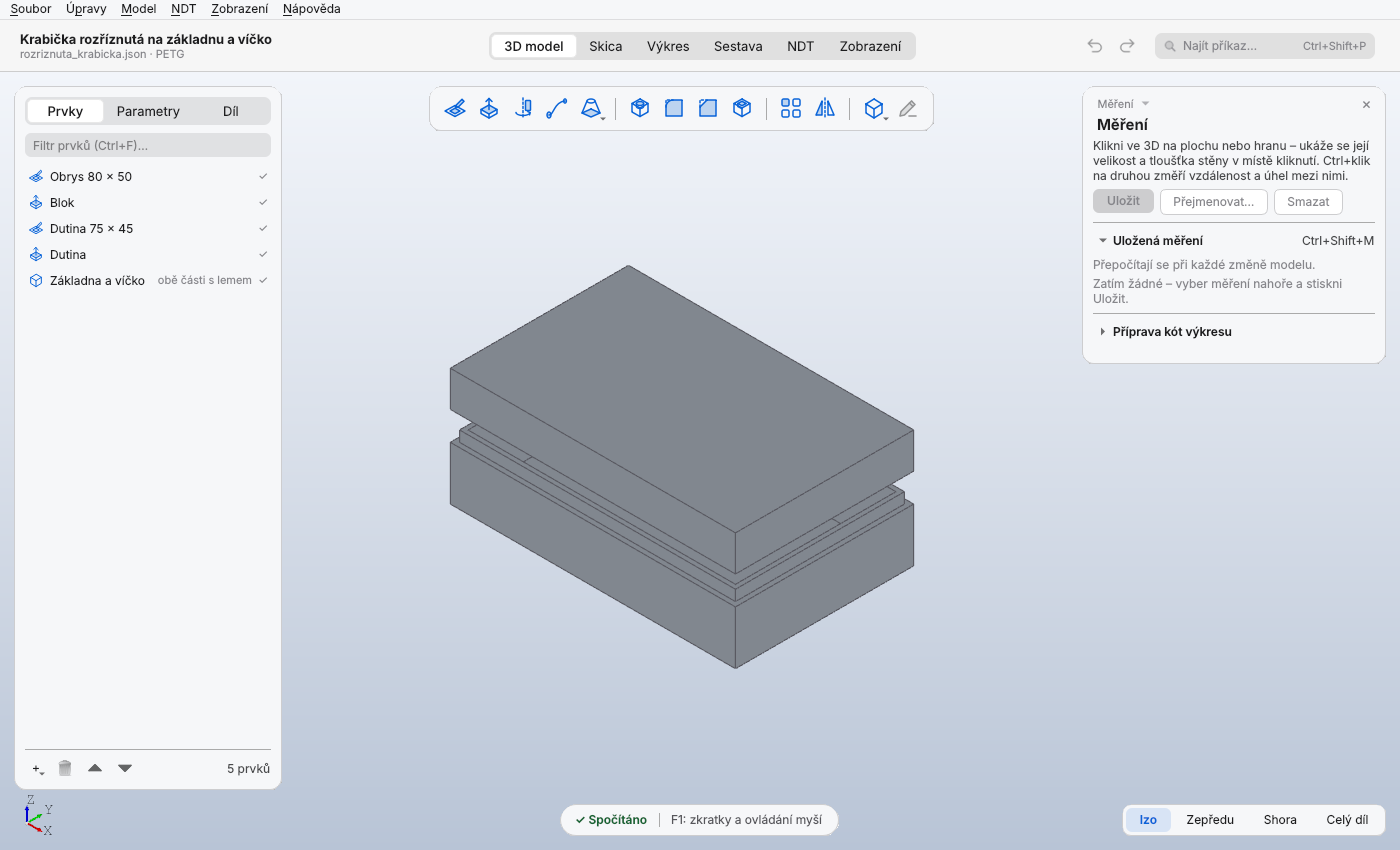 Soubor Úpravy Model NDT Zobrazení Nápověda
Krabička rozříznutá na základnu a víčko
rozriznuta_krabicka.json · PETG
3D model Skica Výkres Sestava NDT Zobrazení
Najít příkaz... Ctrl+Shift+P
Prvky Parametry Díl
Filtr prvků (Ctrl+F)...
Obrys 80 × 50
Blok
Dutina 75 × 45
Dutina
Základna a víčko obě části s lemem
+ 5 prvků
Měření
Měření
Klikni ve 3D na plochu nebo hranu – ukáže se její
velikost a tloušťka stěny v místě kliknutí. Ctrl+klik
na druhou změří vzdálenost a úhel mezi nimi.
Uložit Přejmenovat... Smazat
Uložená měření Ctrl+Shift+M
Přepočítají se při každé změně modelu.
Zatím žádné – vyber měření nahoře a stiskni
Uložit.
Příprava kót výkresu
Z
Y
X
✓ Spočítáno F1: zkratky a ovládání myší
Izo Zepředu Shora Celý díl